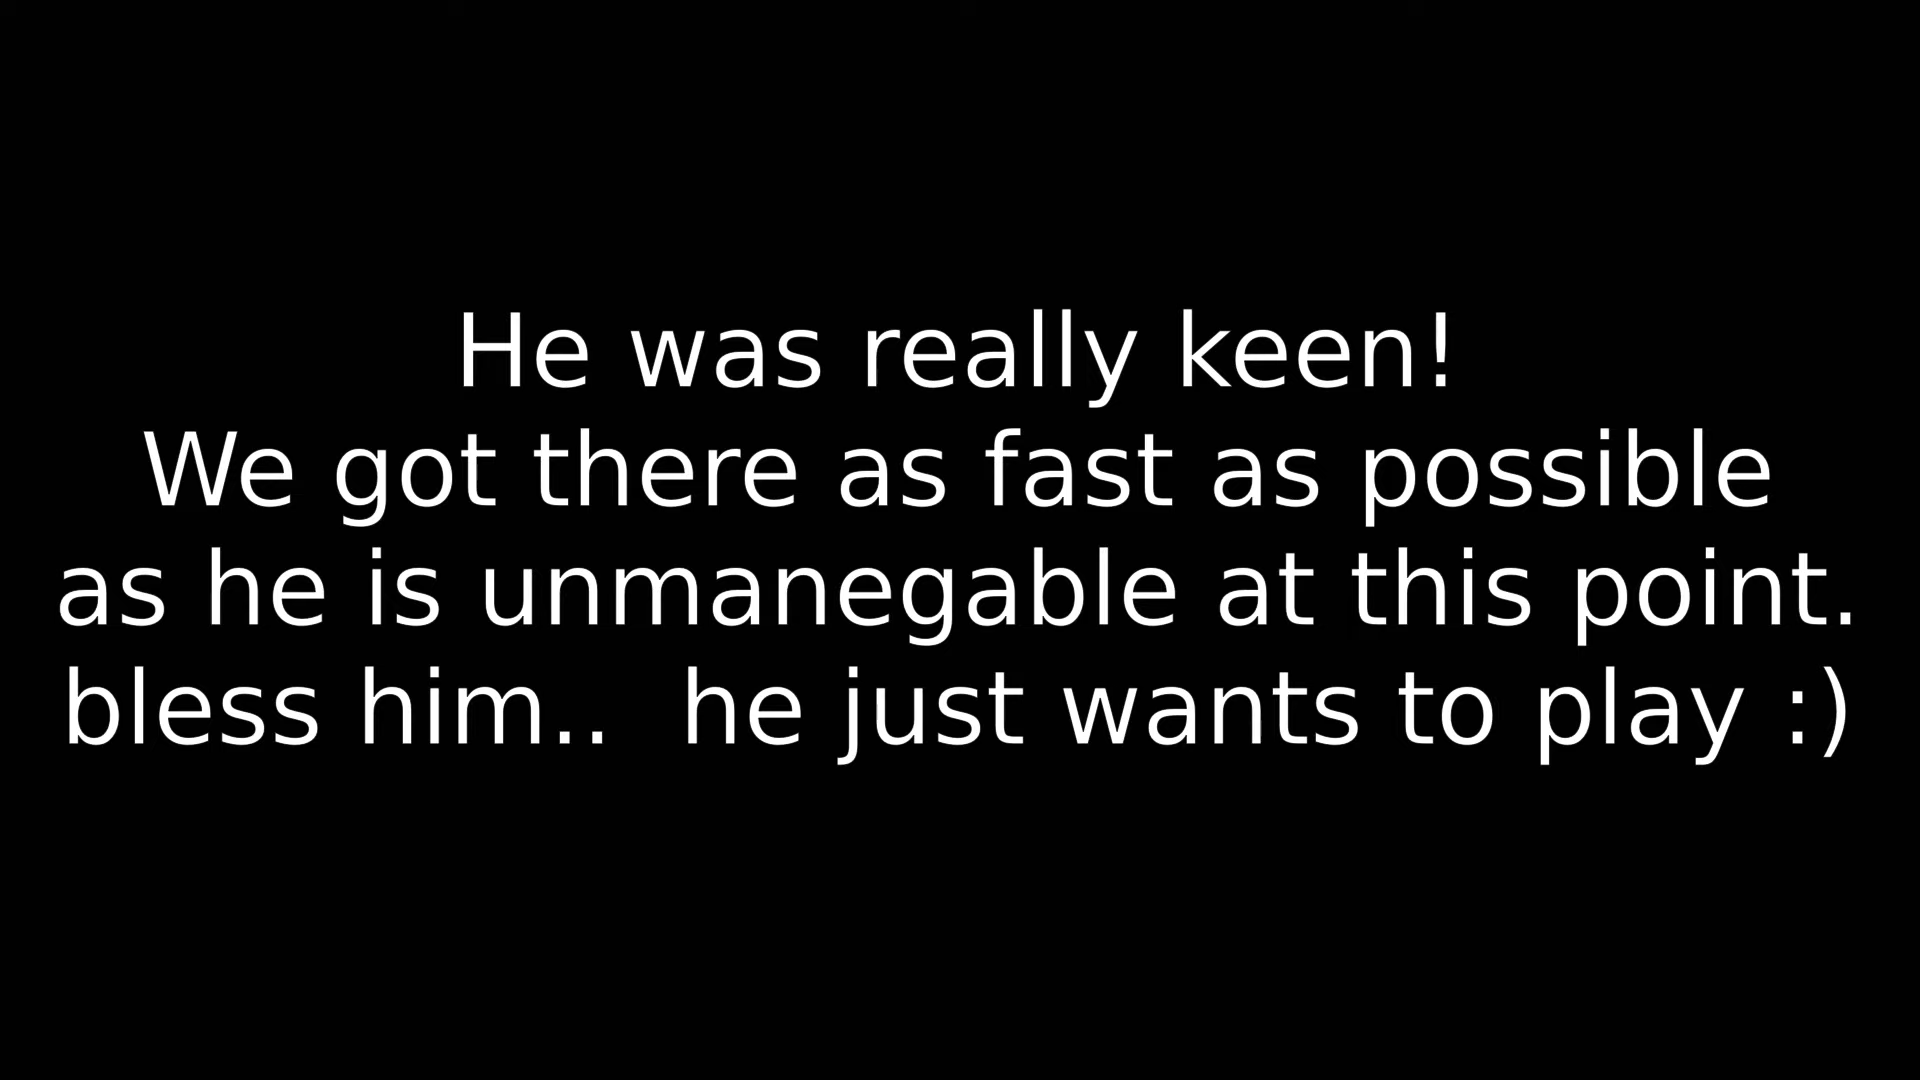 He was really keen!
We got there as fast as possible
as he is unmanegable at this point.
bless him..  he just wants to play :)